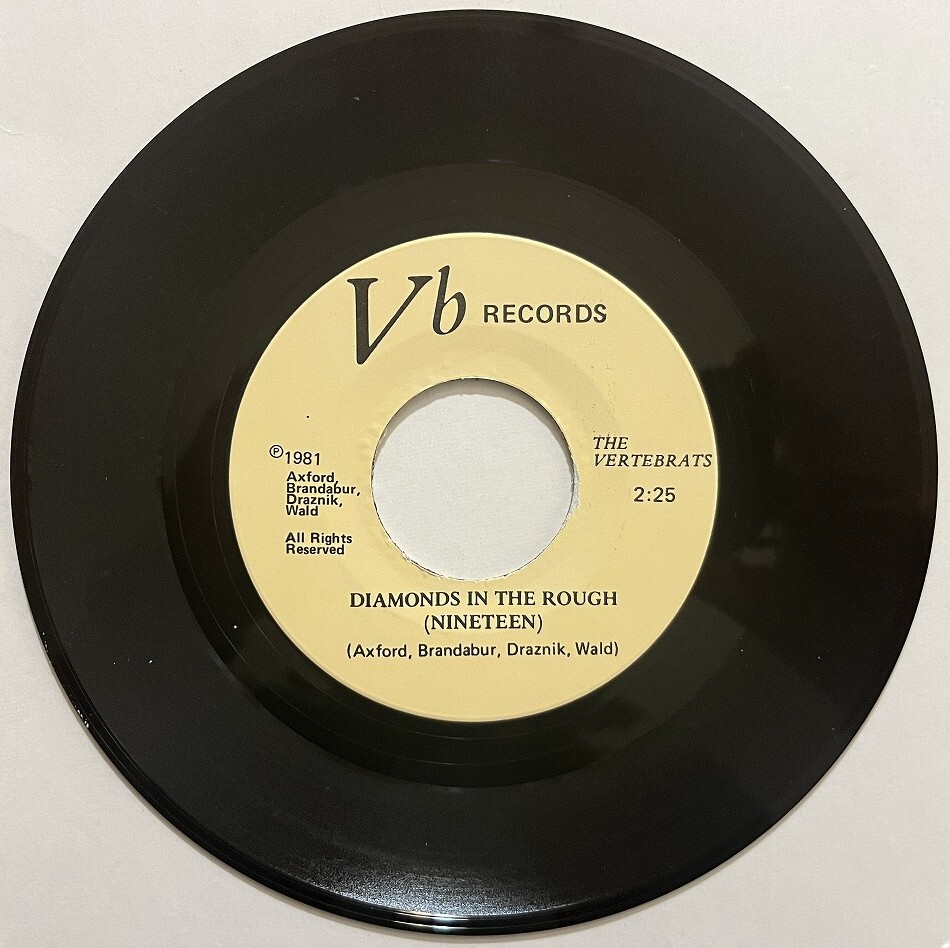 Vb RECORDS
THE
VERTEBRATS
2:25
℗1981
Axford,
Brandabur,
Draznik,
Wald
All Rights
Reserved
DIAMONDS IN THE ROUGH
(NINETEEN)
(Axford, Brandabur, Draznik, Wald)